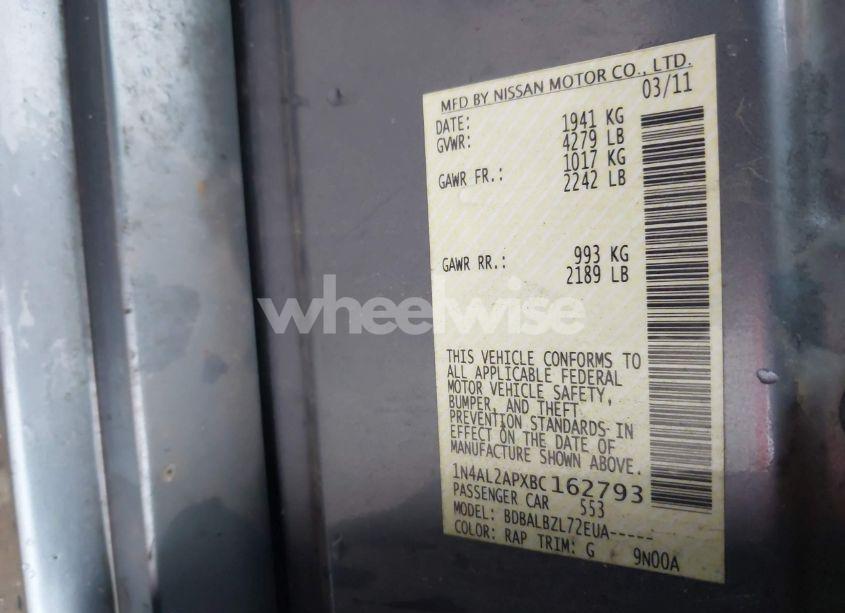 MFD BY NISSAN MOTOR CO., LTD.
03/11
DATE: 1941 KG
GVWR: 4279 LB
1017 KG
GAWR FR.: 2242 LB
GAWR RR.: 993 KG
2189 LB
wheelwise
THIS VEHICLE CONFORMS TO
ALL APPLICABLE FEDERAL
MOTOR VEHICLE SAFETY,
BUMPER, AND THEFT
PREVENTION STANDARDS IN
EFFECT ON THE DATE OF
MANUFACTURE SHOWN ABOVE.
1N4AL2APXBC162793
PASSENGER CAR 553
MODEL: BDBALBZL72EUA-----
COLOR: RAP TRIM: G 9N00A